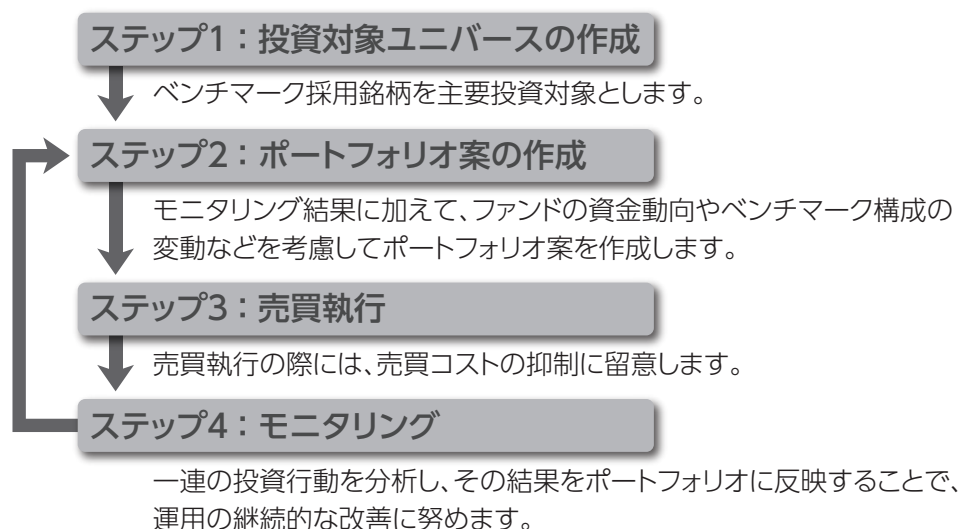 ステップ1：投資対象ユニバースの作成
ベンチマーク採用銘柄を主要投資対象とします。
ステップ2：ポートフォリオ案の作成
モニタリング結果に加えて、ファンドの資金動向やベンチマーク構成の
変動などを考慮してポートフォリオ案を作成します。
ステップ3：売買執行
売買執行の際には、売買コストの抑制に留意します。
ステップ4：モニタリング
一連の投資行動を分析し、その結果をポートフォリオに反映することで、
運用の継続的な改善に努めます。